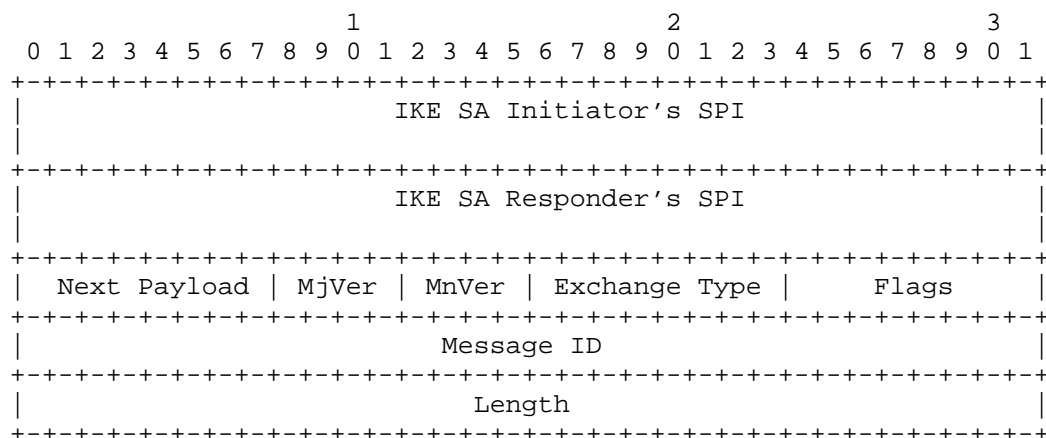 1                   2                   3
 0 1 2 3 4 5 6 7 8 9 0 1 2 3 4 5 6 7 8 9 0 1 2 3 4 5 6 7 8 9 0 1
+-+-+-+-+-+-+-+-+-+-+-+-+-+-+-+-+-+-+-+-+-+-+-+-+-+-+-+-+-+-+-+-+
|                       IKE SA Initiator’s SPI                  |
|                                                               |
+-+-+-+-+-+-+-+-+-+-+-+-+-+-+-+-+-+-+-+-+-+-+-+-+-+-+-+-+-+-+-+-+
|                       IKE SA Responder’s SPI                  |
|                                                               |
+-+-+-+-+-+-+-+-+-+-+-+-+-+-+-+-+-+-+-+-+-+-+-+-+-+-+-+-+-+-+-+-+
|  Next Payload | MjVer | MnVer | Exchange Type |     Flags     |
+-+-+-+-+-+-+-+-+-+-+-+-+-+-+-+-+-+-+-+-+-+-+-+-+-+-+-+-+-+-+-+-+
|                          Message ID                           |
+-+-+-+-+-+-+-+-+-+-+-+-+-+-+-+-+-+-+-+-+-+-+-+-+-+-+-+-+-+-+-+-+
|                            Length                             |
+-+-+-+-+-+-+-+-+-+-+-+-+-+-+-+-+-+-+-+-+-+-+-+-+-+-+-+-+-+-+-+-+